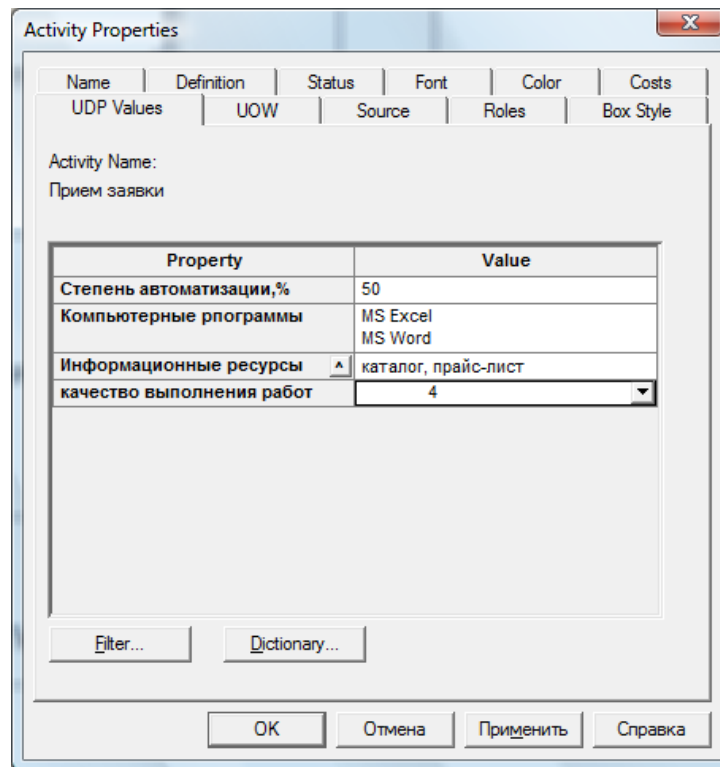 Activity Properties
Name Definition Status Font Color Costs
UDP Values UOW Source Roles Box Style
Activity Name:
Прием заявки
Property Value
Степень автоматизации,% 50
Компьютерные рпограммы MS Excel
MS Word
Информационные ресурсы каталог, прайс-лист
качество выполнения работ 4
Filter... Dictionary...
OK Отмена Применить Справка